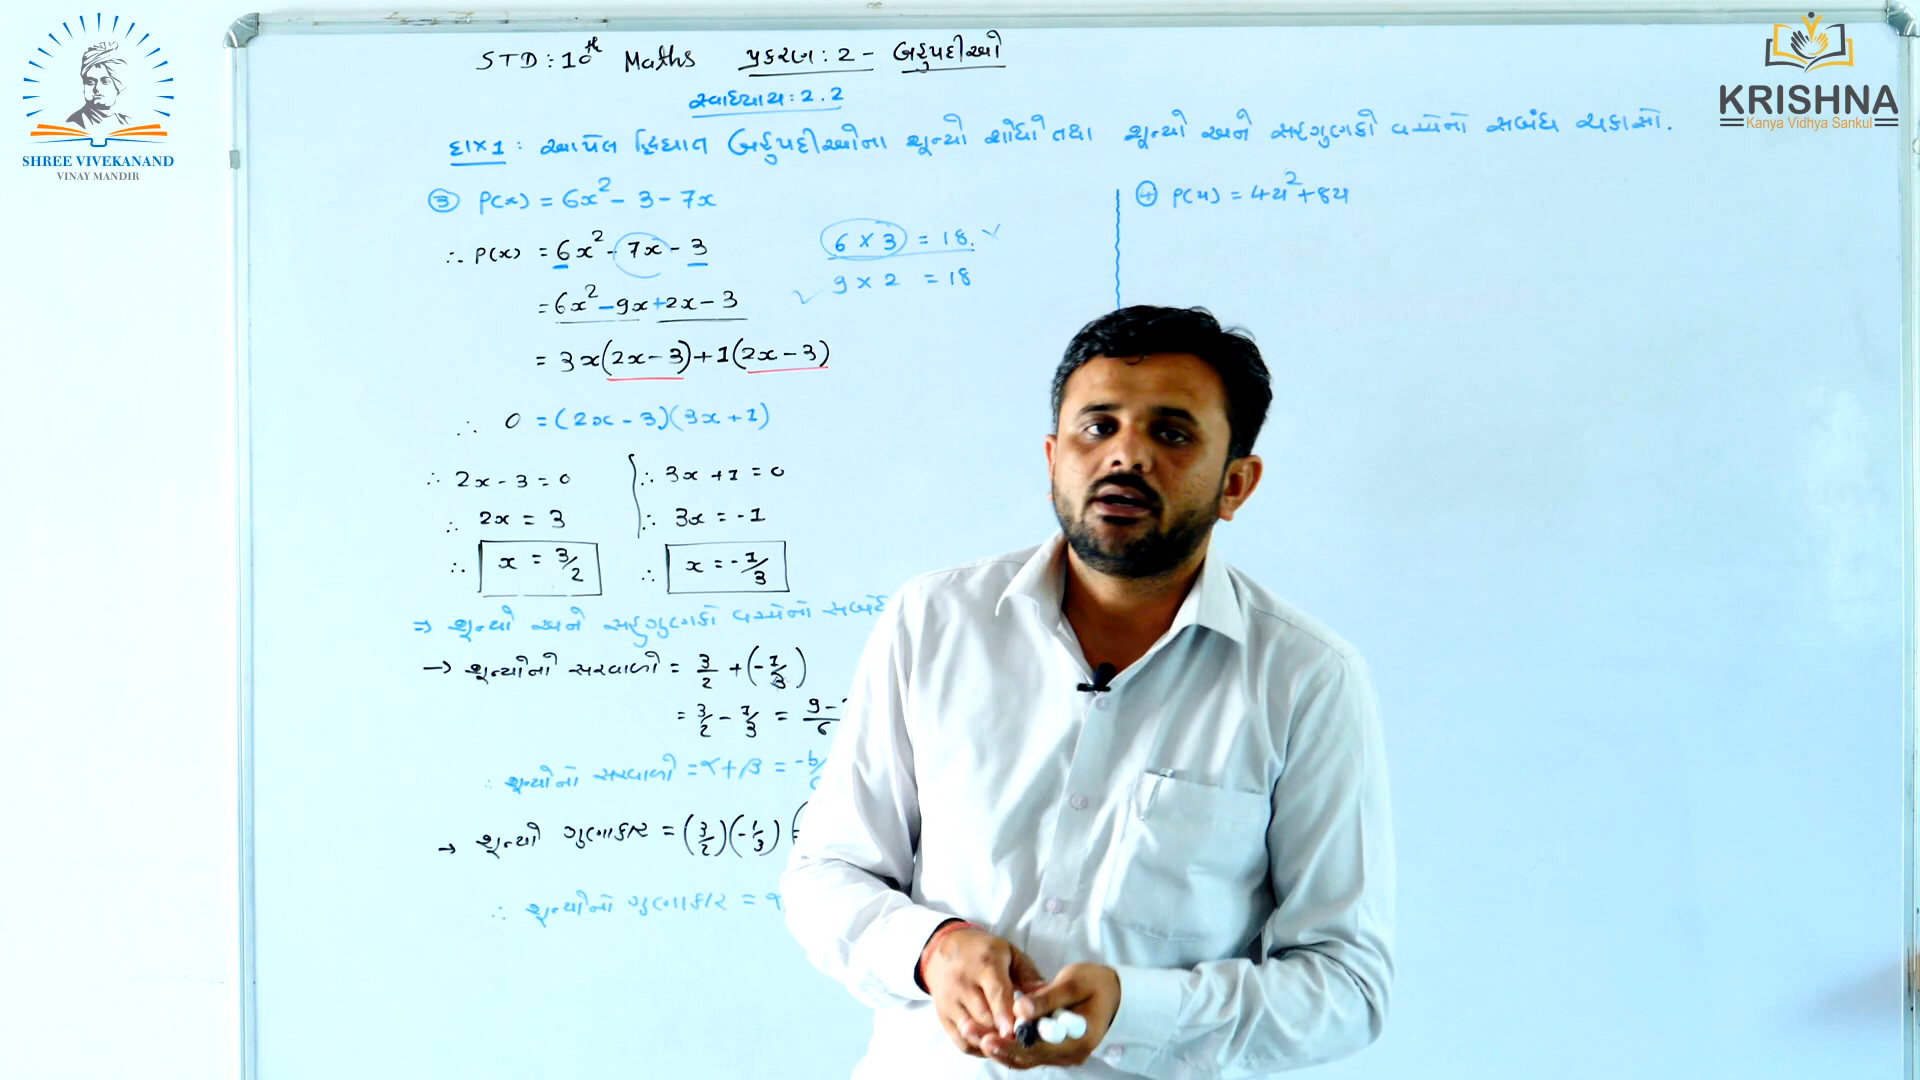 SHREE VIVEKANAND
VINAY MANDIR
KRISHNA
Kanya Vidhya Sankul
STD : 10th Maths પ્રકરણ : 2 - બહુપદીઓ
સ્વાધ્યાય : 2.2
દાખ1 : આપેલ દ્વિઘાત બહુપદીઓના શૂન્યો શોધો તથા શૂન્યો અને સહગુણકો વચ્ચેનો સબંધ ચકાસો.
③ P(x) = 6x² - 3 - 7x
∴ P(x) = 6x² - 7x - 3
6 × 3 = 18. ✓
= 6x² - 9x + 2x - 3
✓ 9 × 2 = 18
= 3x(2x - 3) + 1(2x - 3)
∴ 0 = (2x - 3)(3x + 1)
∴ 2x - 3 = 0
∴ 2x = 3
∴ x = 3/2
∴ 3x + 1 = 0
∴ 3x = -1
∴ x = -1/3
⇒ શૂન્યો અને સહગુણકો વચ્ચેનો સબંધ
→ શૂન્યોનો સરવાળો = 3/2 + (-1/3)
= 3/2 - 1/3 = 9-
∴ શૂન્યોનો સરવાળો = α + β = -b/
→ શૂન્યો ગુણાકાર = (3/2)(-1/3) =
∴ શૂન્યોનો ગુણાકાર =
④ P(u) = 4u² + 8u